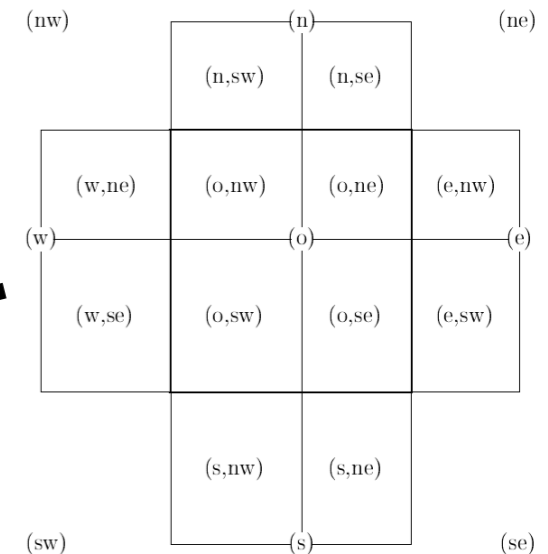 (nw) (n) (ne)
(n,sw) (n,se)
(w,ne) (o,nw) (o,ne) (e,nw)
(w) (o) (e)
(w,se) (o,sw) (o,se) (e,sw)
(s,nw) (s,ne)
(sw) (s) (se)